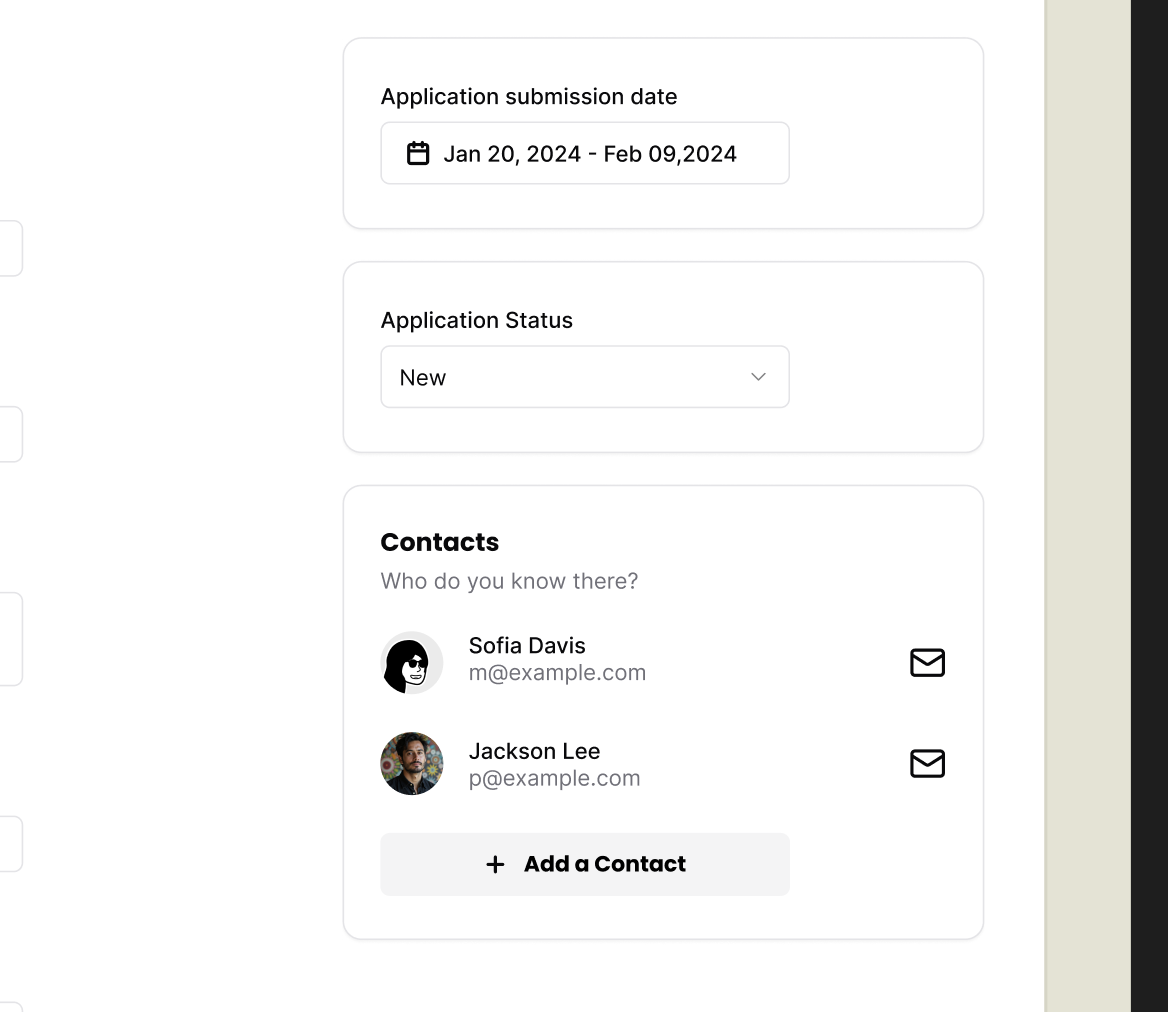 Application submission date
Jan 20, 2024 - Feb 09,2024
Application Status
New
Contacts
Who do you know there?
Sofia Davis
m@example.com
Jackson Lee
p@example.com
Add a Contact